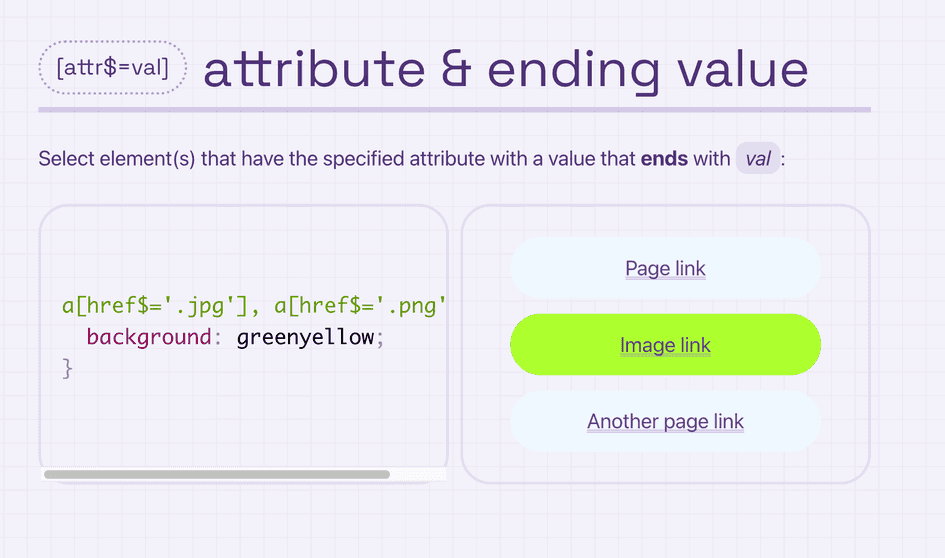 [attr$=val] attribute & ending value
Select element(s) that have the specified attribute with a value that ends with val:
a[href$='.jpg'], a[href$='.png'
background: greenyellow;
}
Page link
Image link
Another page link